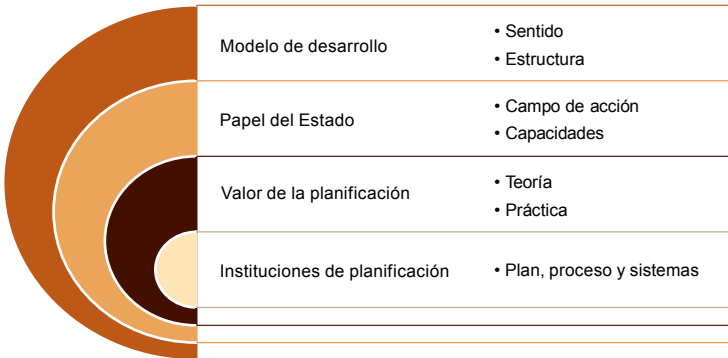 Modelo de desarrollo
• Sentido
• Estructura
Papel del Estado
• Campo de acción
• Capacidades
Valor de la planificación
• Teoría
• Práctica
Instituciones de planificación
• Plan, proceso y sistemas